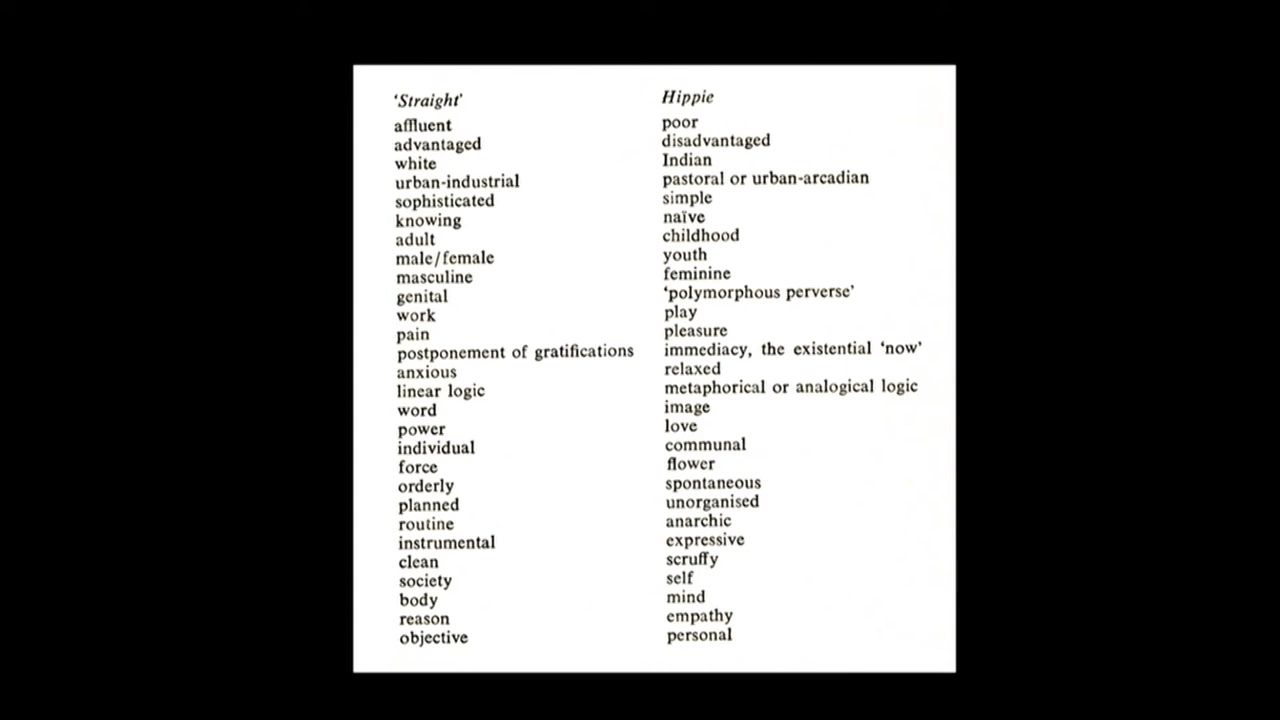 ‘Straight’ Hippie
affluent poor
advantaged disadvantaged
white Indian
urban-industrial pastoral or urban-arcadian
sophisticated simple
knowing naïve
adult childhood
male/female youth
masculine feminine
genital ‘polymorphous perverse’
work play
pain pleasure
postponement of gratifications immediacy, the existential ‘now’
anxious relaxed
linear logic metaphorical or analogical logic
word image
power love
individual communal
force flower
orderly spontaneous
planned unorganised
routine anarchic
instrumental expressive
clean scruffy
society self
body mind
reason empathy
objective personal